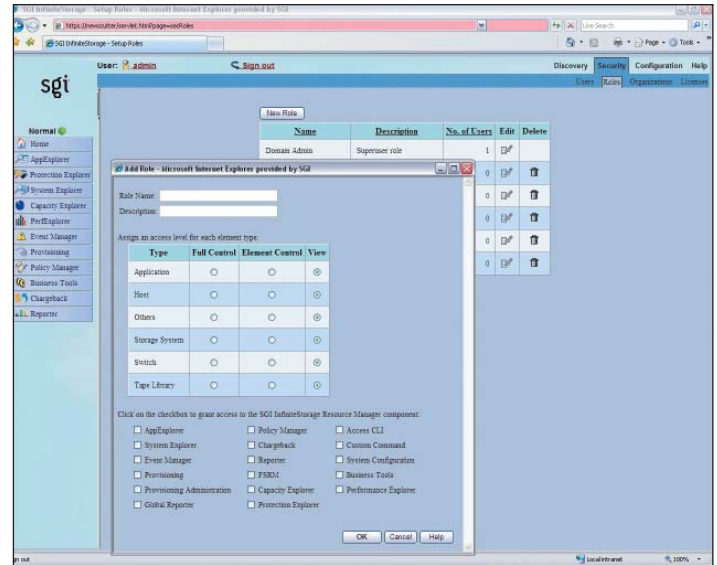 SGI InfiniteStorage - Setup Roles - Microsoft Internet Explorer provided by SGI
Live Search
SGI InfiniteStorage - Setup Roles
Page
Tools
User: admin
Sign out
Discovery Security Configuration Help
Users Roles Organizations Licenses
sgi
Normal
Home
AppExplorer
Protection Explorer
System Explorer
Capacity Explorer
PerfExplorer
Event Manager
Provisioning
Policy Manager
Business Tools
Chargeback
Reporter
New Role
Name Description No. of Users Edit Delete
Domain Admin Superuser role 1
0
0
0
0
0
Add Role - Microsoft Internet Explorer provided by SGI
Role Name:
Description:
Assign an access level for each element type:
Type Full Control Element Control View
Application
Host
Others
Storage System
Switch
Tape Library
Click on the checkbox to grant access to the SGI InfiniteStorage Resource Manager component:
AppExplorer Policy Manager Access CLI
System Explorer Chargeback Custom Command
Event Manager Reporter System Configuration
Provisioning FSRM Business Tools
Provisioning Administration Capacity Explorer Performance Explorer
Global Reporter Protection Explorer
OK Cancel Help
Local intranet
100%